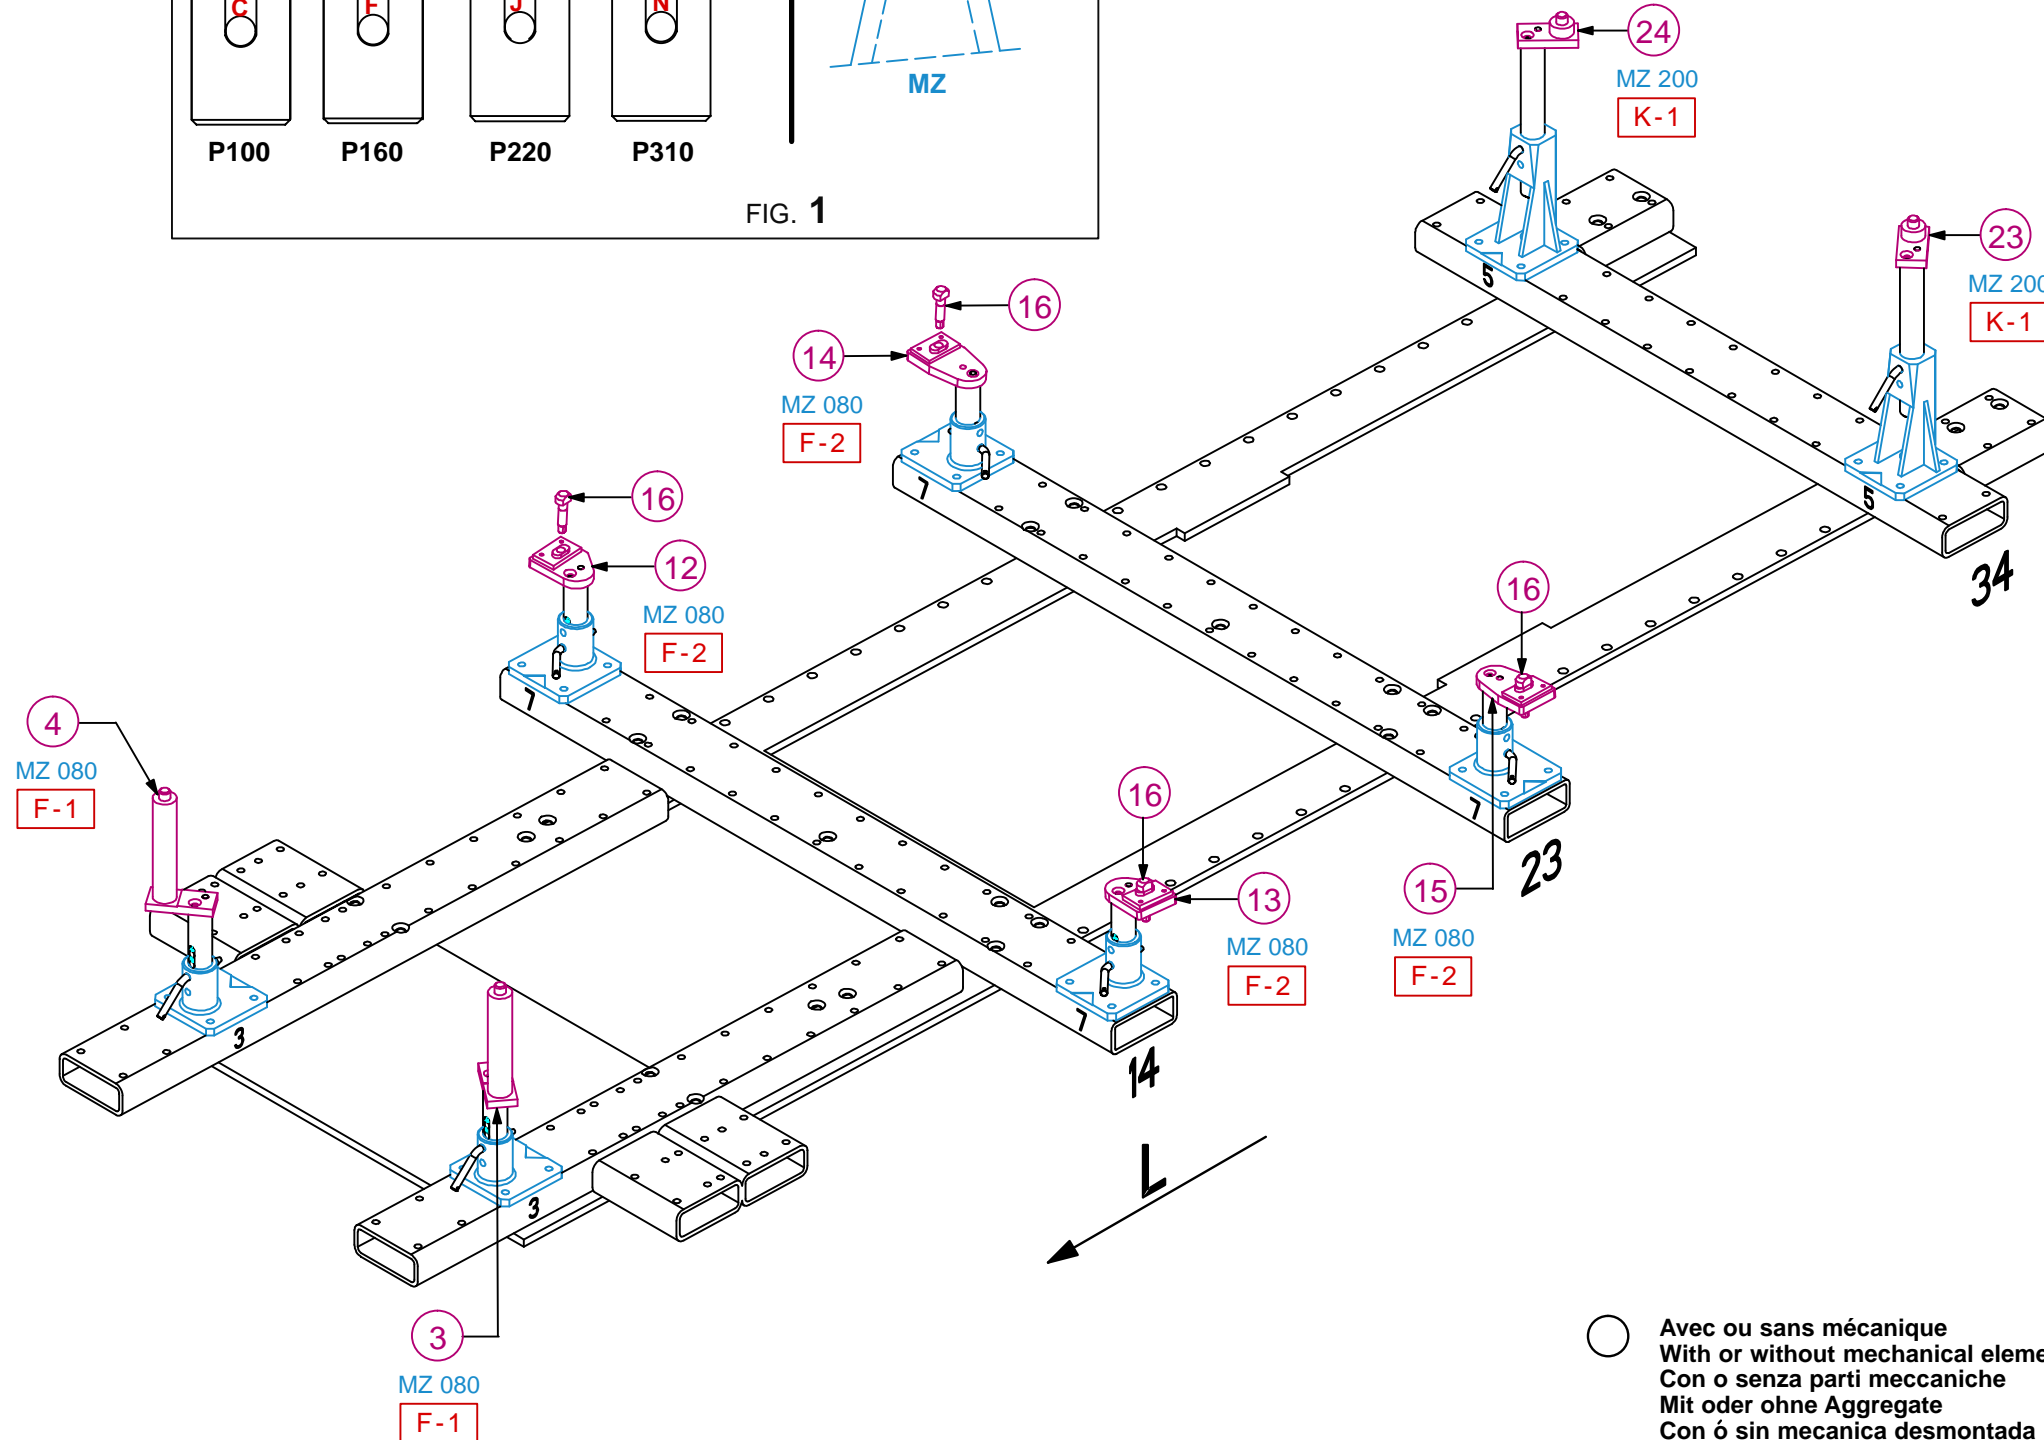 C F J N
MZ
P100 P160 P220 P310
FIG. 1
24
MZ 200
K-1
23
MZ 200
K-1
5
5
34
16
14
MZ 080
F-2
7
16
12
MZ 080
F-2
7
16
15
MZ 080
F-2
7
23
4
MZ 080
F-1
3
16
13
MZ 080
F-2
7
14
L
3
3
MZ 080
F-1
Avec ou sans mécanique
With or without mechanical eleme
Con o senza parti meccaniche
Mit oder ohne Aggregate
Con ó sin mecanica desmontada